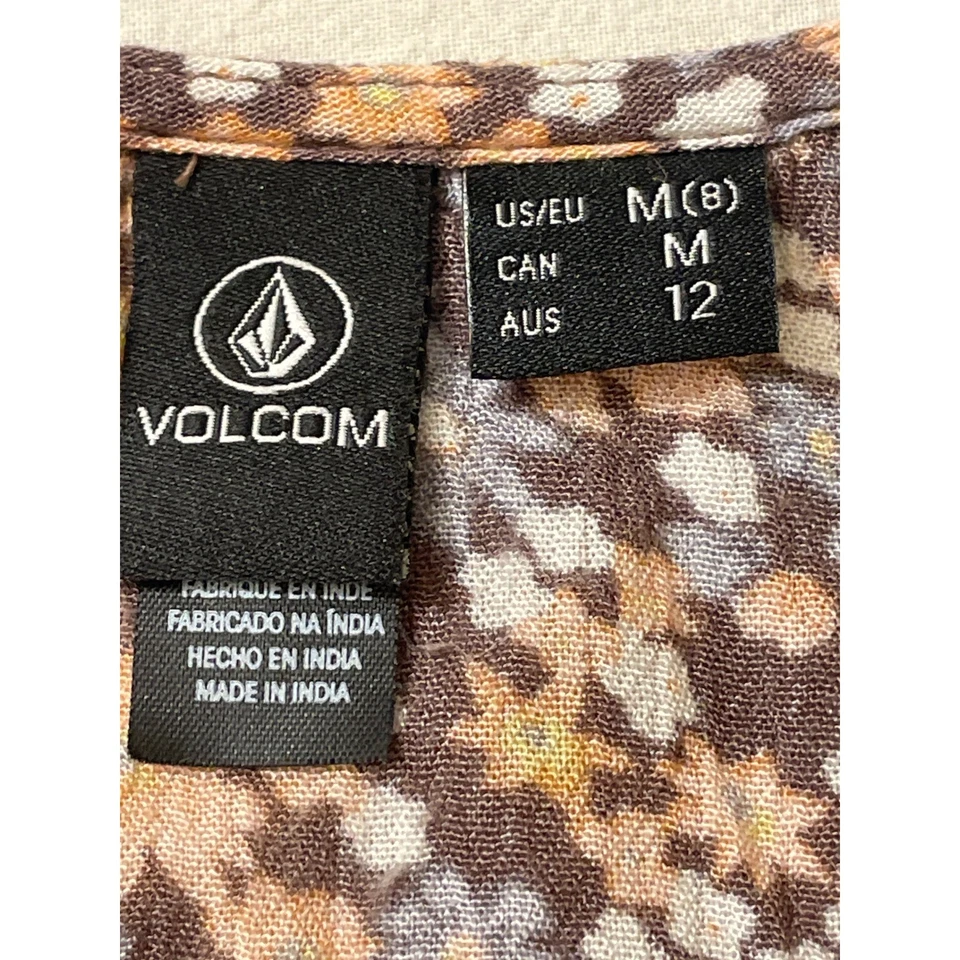 VOLCOM
FABRIQUE EN INDE
FABRICADO NA ÍNDIA
HECHO EN INDIA
MADE IN INDIA
US/EU M(8)
CAN M
AUS 12